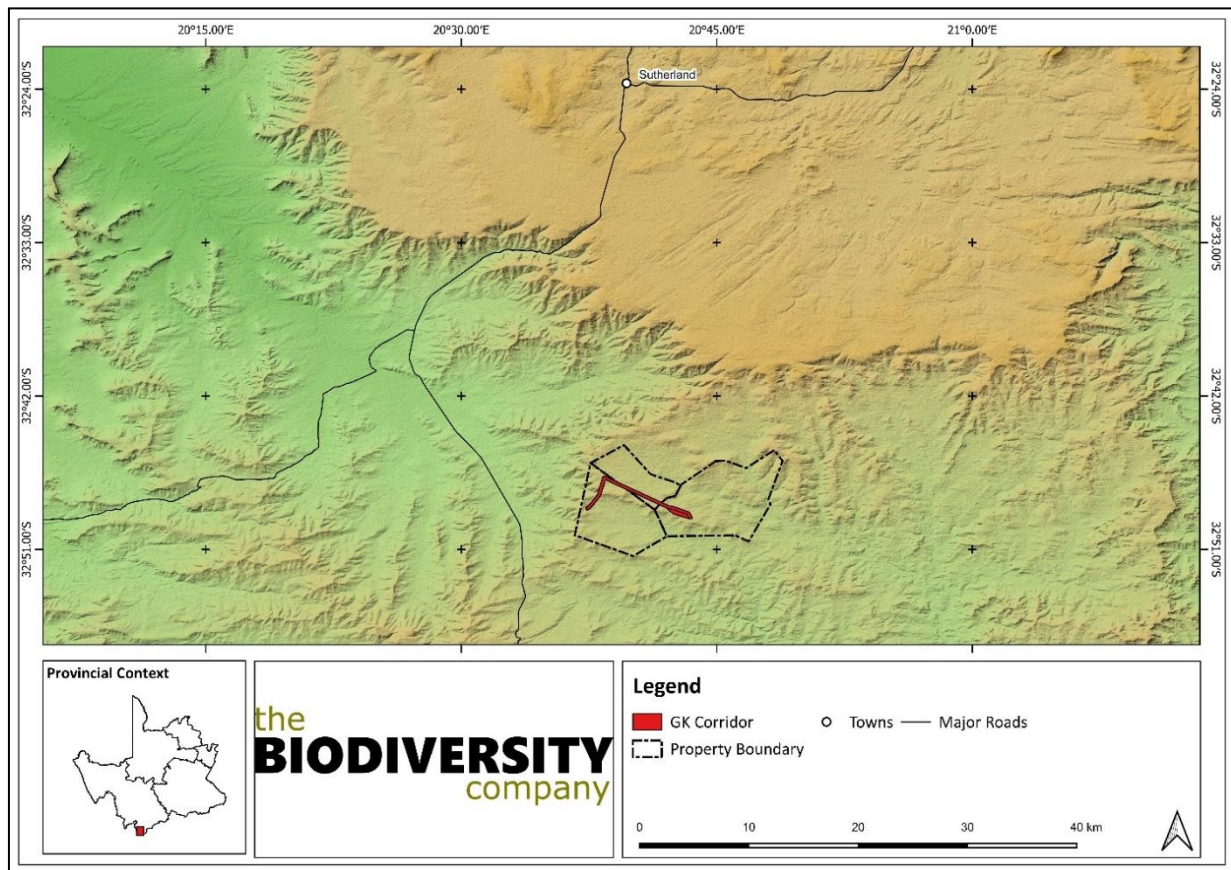 20°15.00'E
20°30.00'E
20°45.00'E
21°0.00'E
32°24.00'S
32°24.00'S
Sutherland
32°33.00'S
32°33.00'S
32°42.00'S
32°42.00'S
32°51.00'S
32°51.00'S
Provincial Context
the
BIODIVERSITY
company
Legend
GK Corridor
Towns
Major Roads
Property Boundary
0 10 20 30 40 km